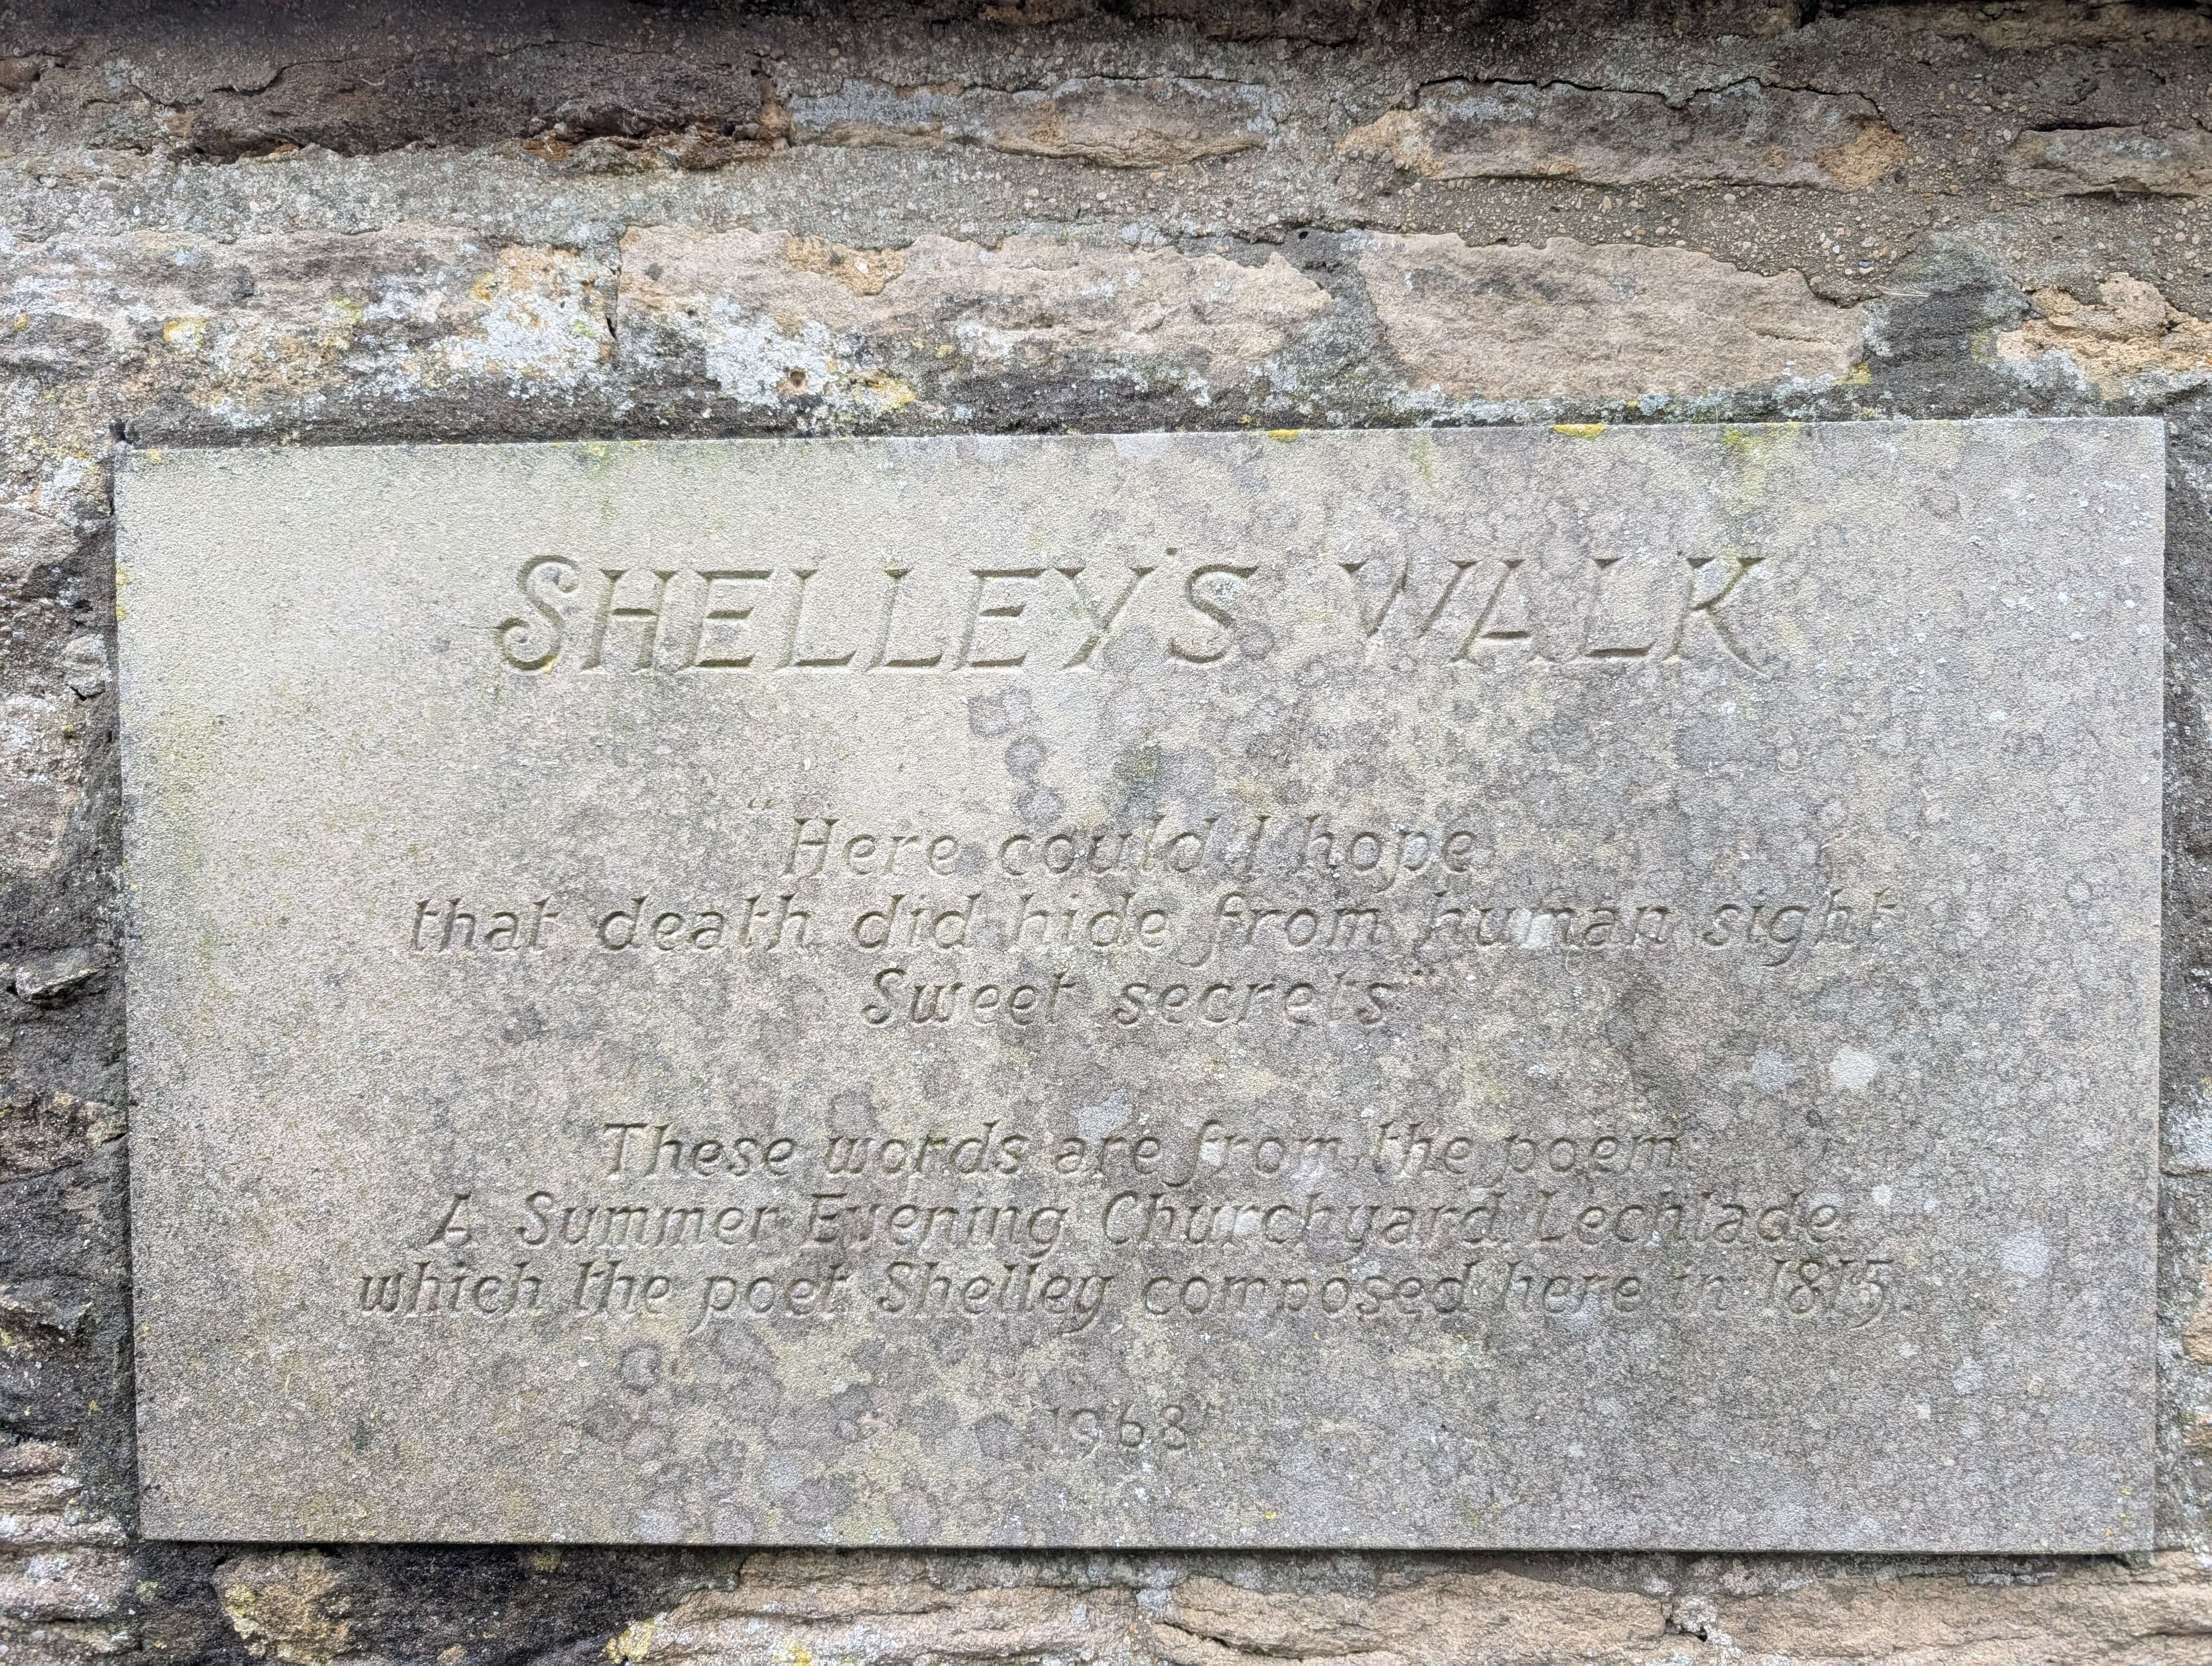 SHELLEY'S WALK
"Here could I hope
that death did hide from human sight
Sweet secrets"
These words are from the poem
A Summer Evening Churchyard Lechlade
which the poet Shelley composed here in 1815.
1968